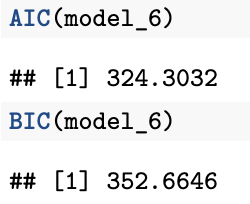 AIC(model_6)
## [1] 324.3032
BIC(model_6)
## [1] 352.6646